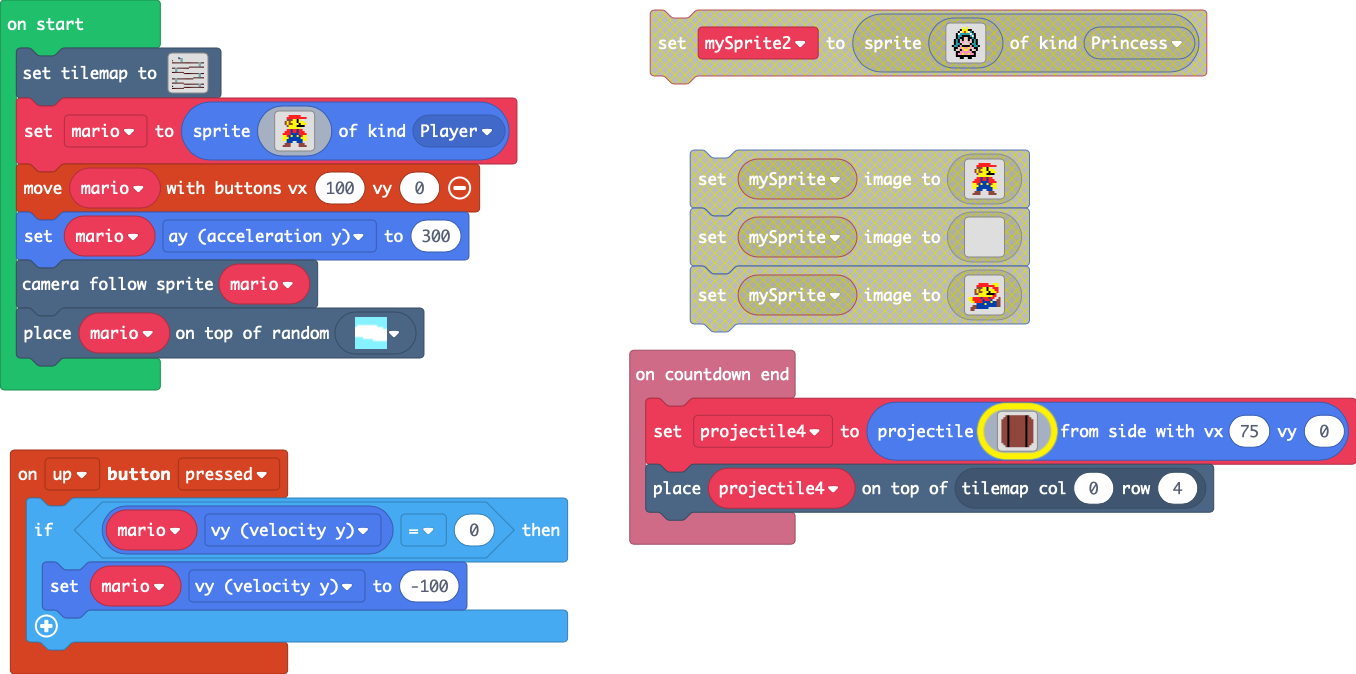 on start
set tilemap to
set mario to sprite of kind Player
move mario with buttons vx 100 vy 0
set mario ay (acceleration y) to 300
camera follow sprite mario
place mario on top of random
on up button pressed
if mario vy (velocity y) = 0 then
set mario vy (velocity y) to -100
set mySprite2 to sprite of kind Princess
set mySprite image to
set mySprite image to
set mySprite image to
on countdown end
set projectile4 to projectile from side with vx 75 vy 0
place projectile4 on top of tilemap col 0 row 4